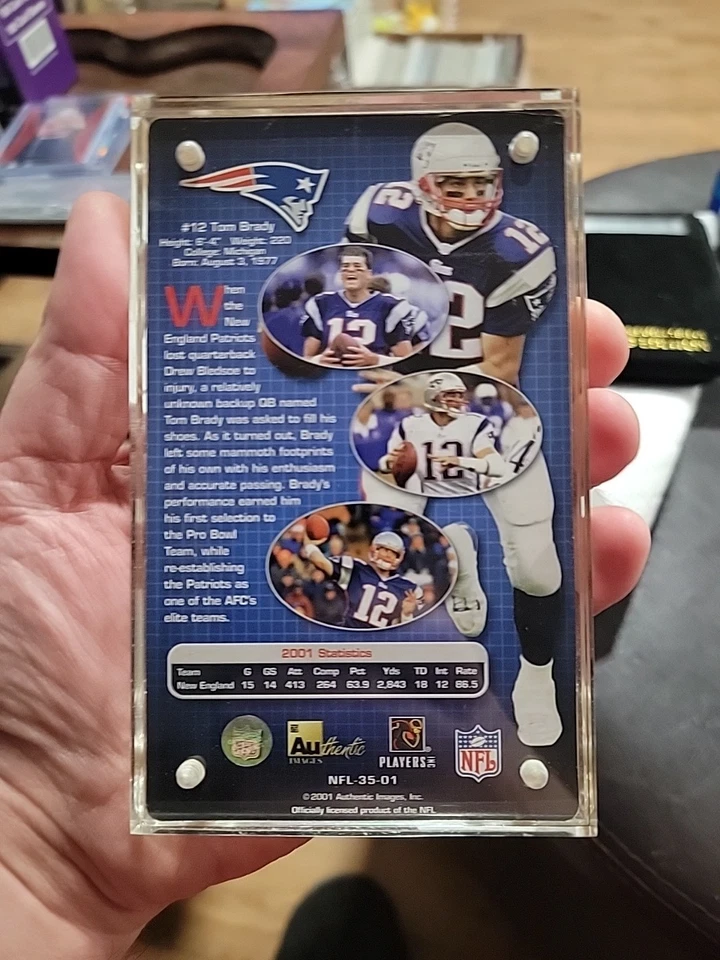 #12 Tom Brady
Height: 6'-4" Weight: 220
College: Michigan
Born: August 3, 1977
When
the
New
England Patriots
lost quarterback
Drew Bledsoe to
injury, a relatively
unknown backup QB named
Tom Brady was asked to fill his
shoes. As it turned out, Brady
left some mammoth footprints
of his own with his enthusiasm
and accurate passing. Brady's
performance earned him
his first selection to
the Pro Bowl
Team, while
re-establishing
the Patriots as
one of the AFC's
elite teams.
12
12
12
12
12
2001 Statistics
Team G GS Att Comp Pct Yds TD Int Rate
New England 15 14 413 264 63.9 2,843 18 12 86.5
Authentic
IMAGES
PLAYERS INC
NFL
NFL-35-01
©2001 Authentic Images, Inc.
Officially licensed product of the NFL